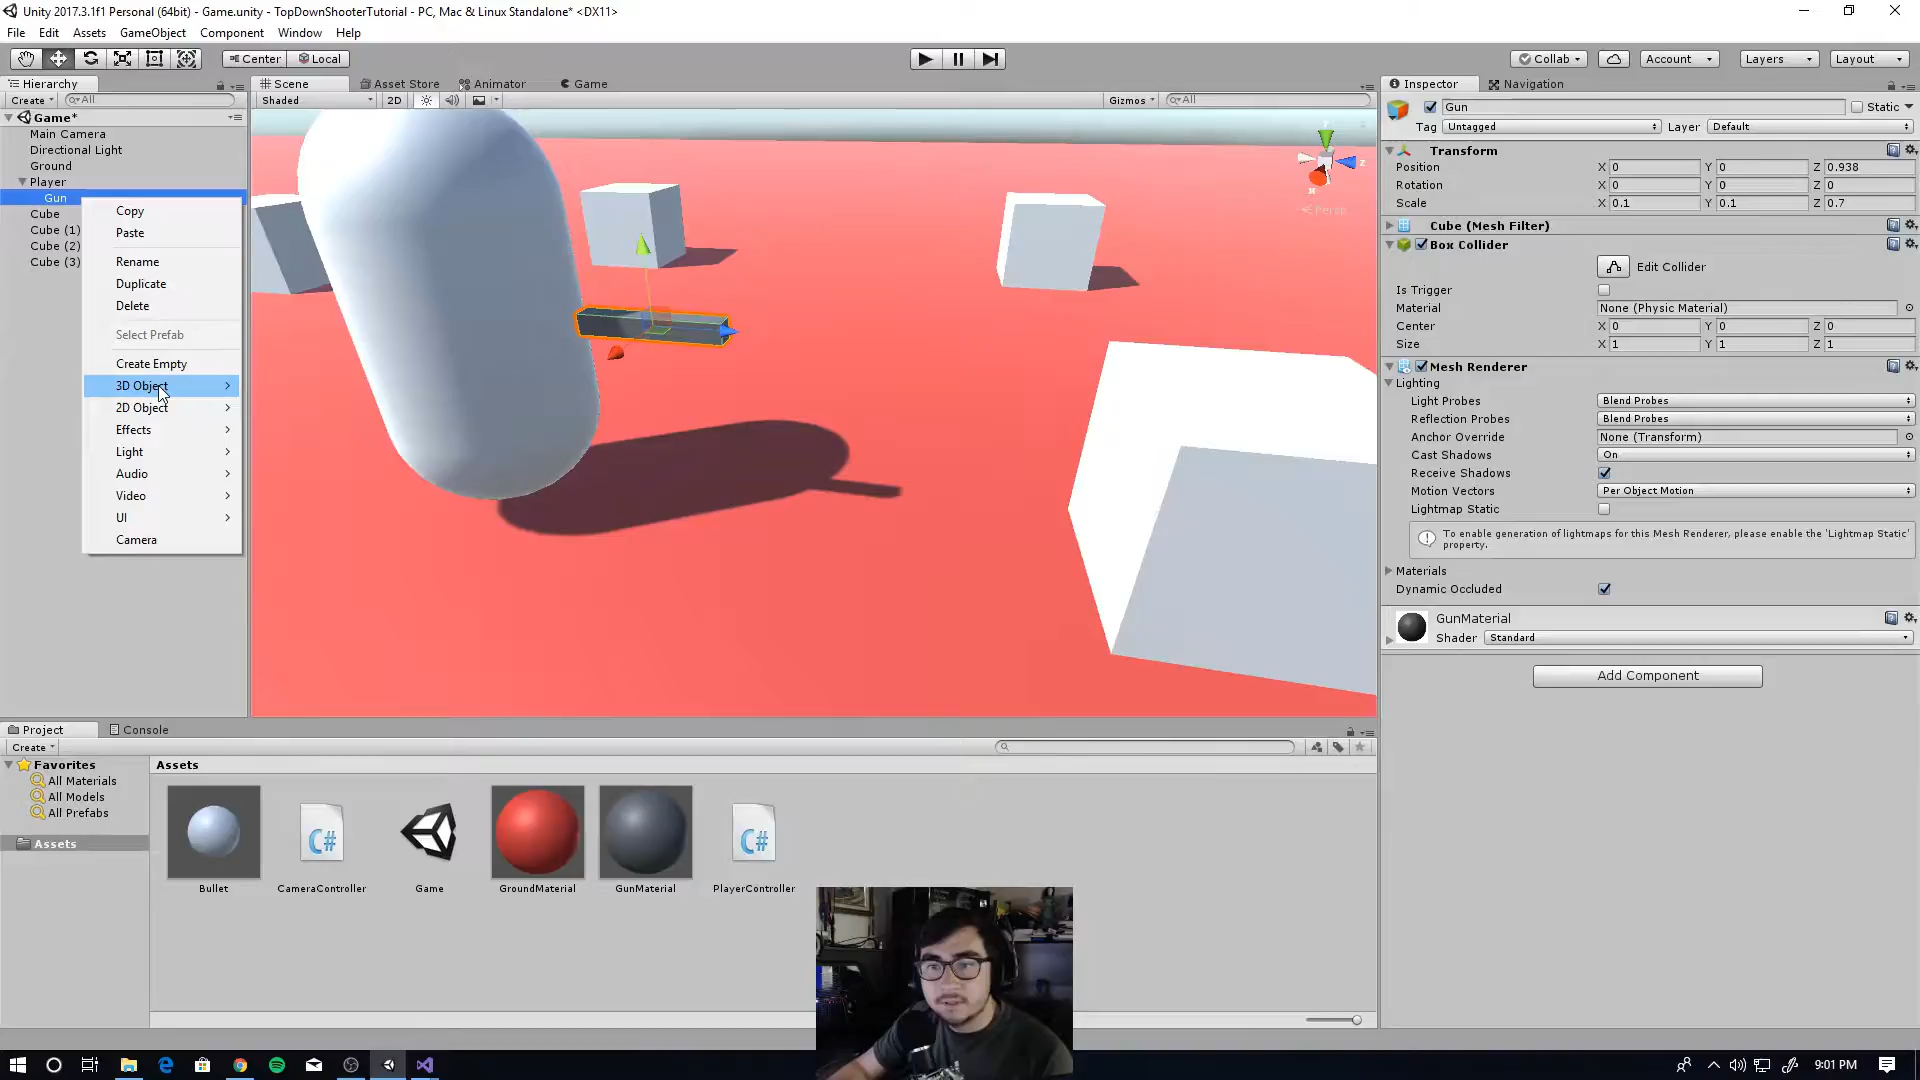 Unity 2017.3.1f1 Personal (64bit) - Game.unity - TopDownShooterTutorial - PC, Mac & Linux Standalone* <DX11>
File Edit Assets GameObject Component Window Help
Center Local Collab Account Layers Layout
Hierarchy Scene Asset Store Animator Game Inspector Navigation
Create All Shaded 2D Gizmos All
Gun Static
Game*
Tag Untagged Layer Default
Main Camera
Directional Light
Transform
Ground
Position X 0 Y 0 Z 0.938
Player
Rotation X 0 Y 0 Z 0
Gun
Scale X 0.1 Y 0.1 Z 0.7
Cube
Cube (1)
Cube (2)
Cube (3)
Copy
Paste
Rename
Duplicate
Delete
Select Prefab
Create Empty
3D Object
2D Object
Effects
Light
Audio
Video
UI
Camera
y
z
x
Persp
Cube (Mesh Filter)
Box Collider
Edit Collider
Is Trigger
Material None (Physic Material)
Center X 0 Y 0 Z 0
Size X 1 Y 1 Z 1
Mesh Renderer
Lighting
Light Probes Blend Probes
Reflection Probes Blend Probes
Anchor Override None (Transform)
Cast Shadows On
Receive Shadows
Motion Vectors Per Object Motion
Lightmap Static
To enable generation of lightmaps for this Mesh Renderer, please enable the 'Lightmap Static'
property.
Materials
Dynamic Occluded
GunMaterial
Shader Standard
Add Component
Project Console
Create
Favorites
All Materials
All Models
All Prefabs
Assets
Assets
C# C#
Bullet CameraController Game GroundMaterial GunMaterial PlayerController
9:01 PM